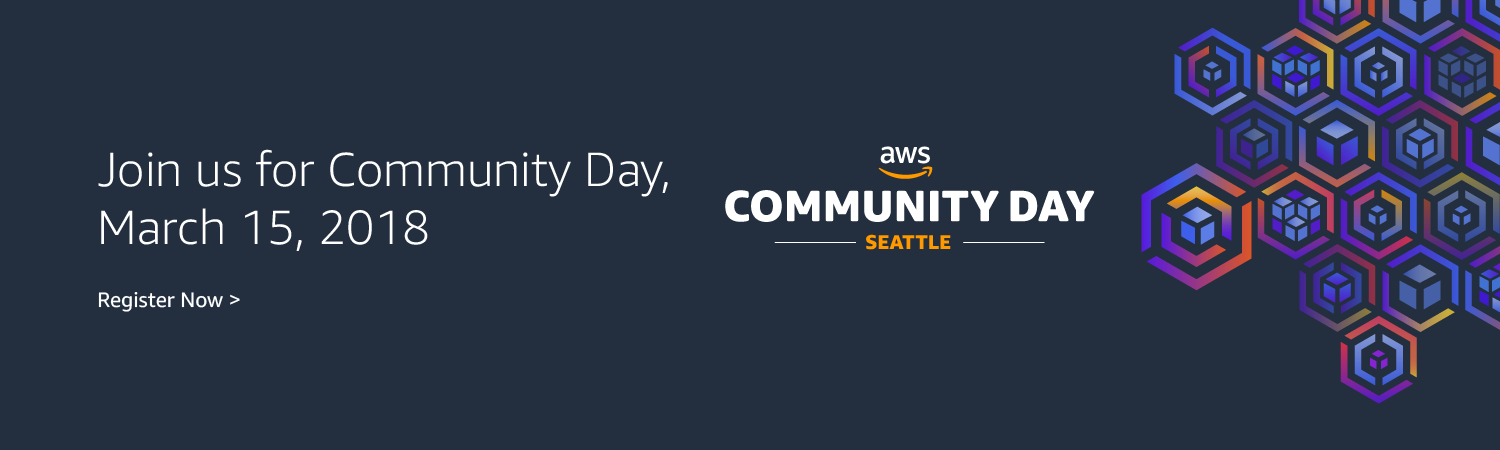 Join us for Community Day,
March 15, 2018
Register Now >
aws
COMMUNITY DAY
SEATTLE